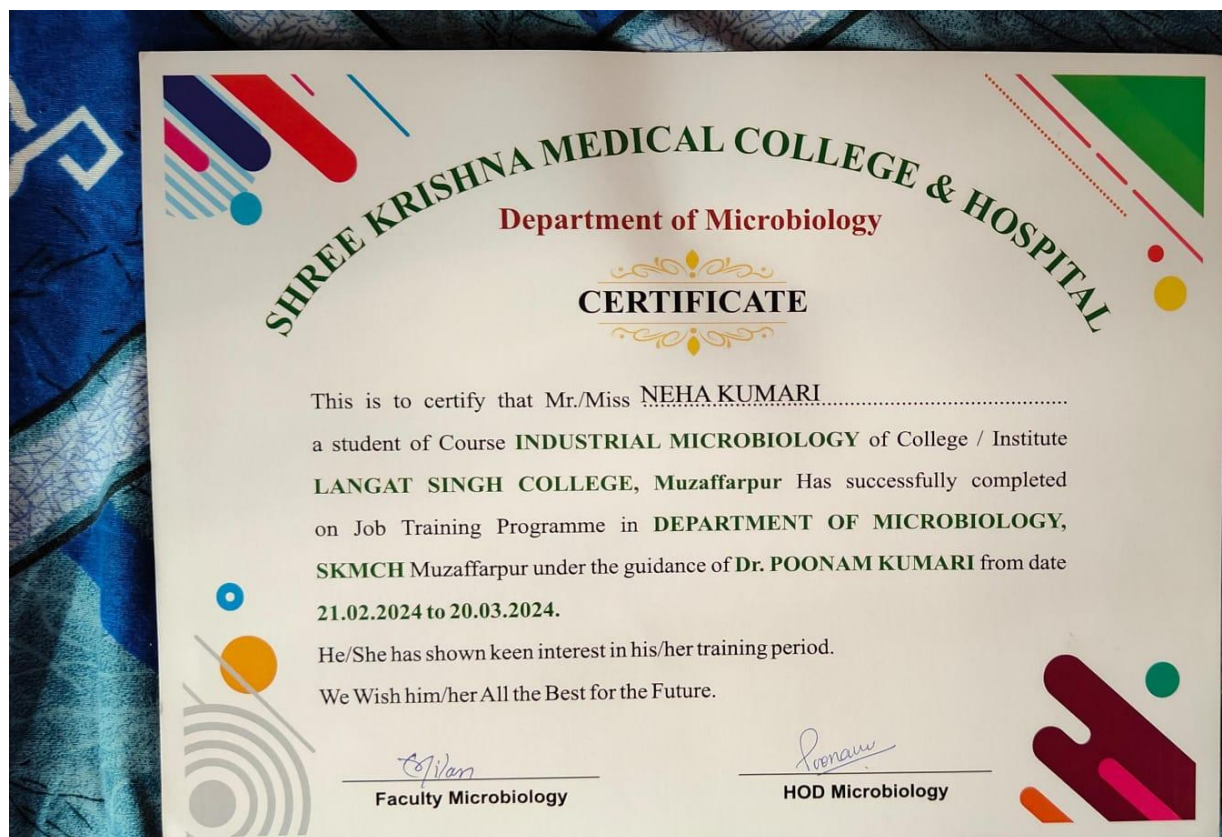 SHREE KRISHNA MEDICAL COLLEGE & HOSPITAL
Department of Microbiology
CERTIFICATE
This is to certify that Mr./Miss NEHA KUMARI
a student of Course INDUSTRIAL MICROBIOLOGY of College / Institute
LANGAT SINGH COLLEGE, Muzaffarpur Has successfully completed
on Job Training Programme in DEPARTMENT OF MICROBIOLOGY,
SKMCH Muzaffarpur under the guidance of Dr. POONAM KUMARI from date
21.02.2024 to 20.03.2024.
He/She has shown keen interest in his/her training period.
We Wish him/her All the Best for the Future.
Poonam
Faculty Microbiology
HOD Microbiology